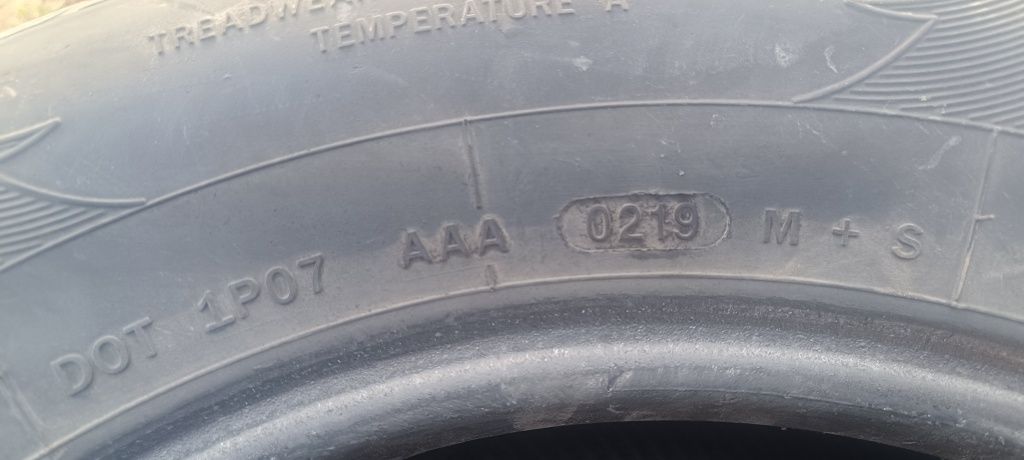 TREADWEAR
TEMPERATURE A
DOT 1P07 AAA 0219 M + S